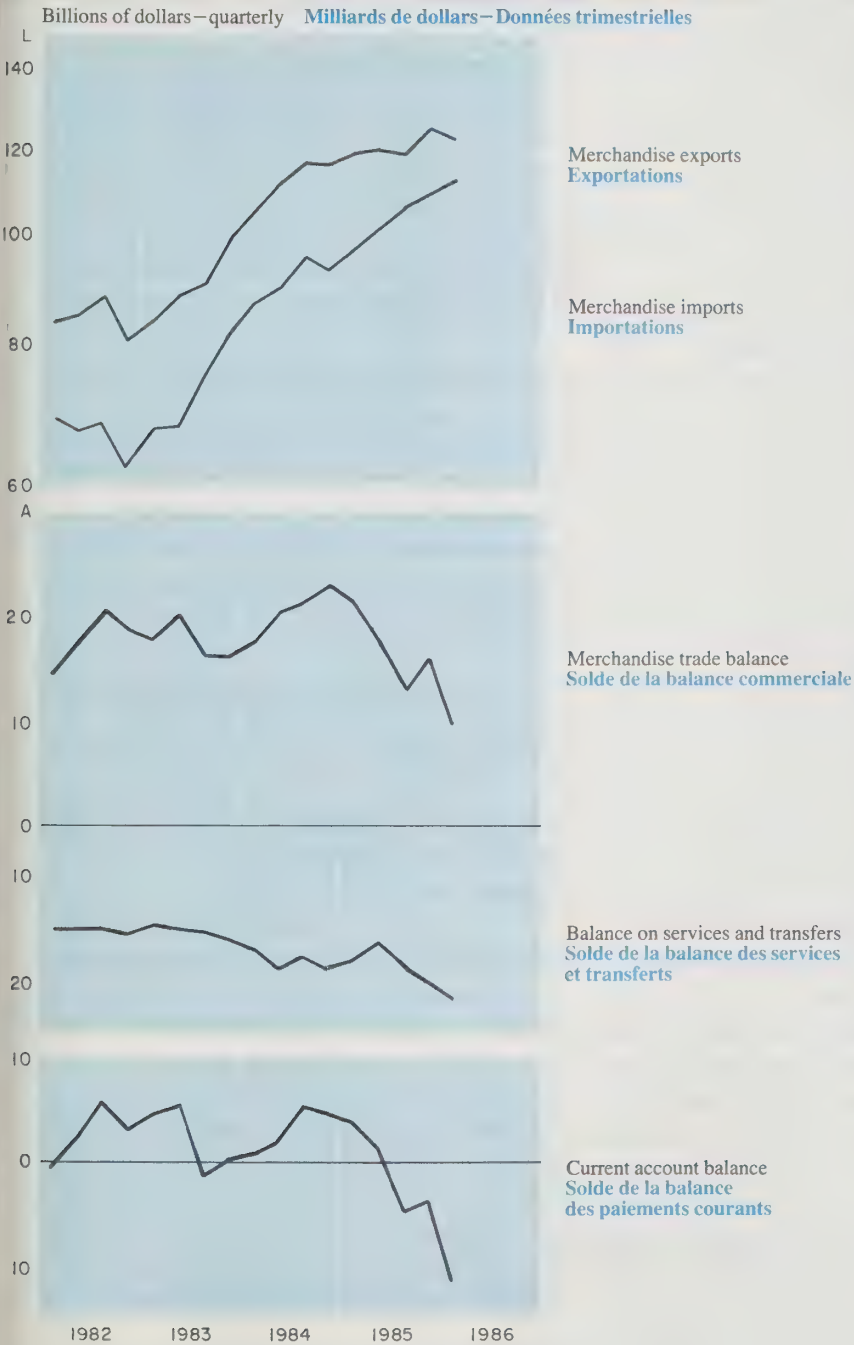 Billions of dollars—quarterly Milliards de dollars—Données trimestrielles
L
140
120
100
80
60
Merchandise exports
Exportations
Merchandise imports
Importations
A
20
10
0
10
20
Merchandise trade balance
Solde de la balance commerciale
Balance on services and transfers
Solde de la balance des services
et transferts
10
0
10
Current account balance
Solde de la balance
des paiements courants
1982 1983 1984 1985 1986